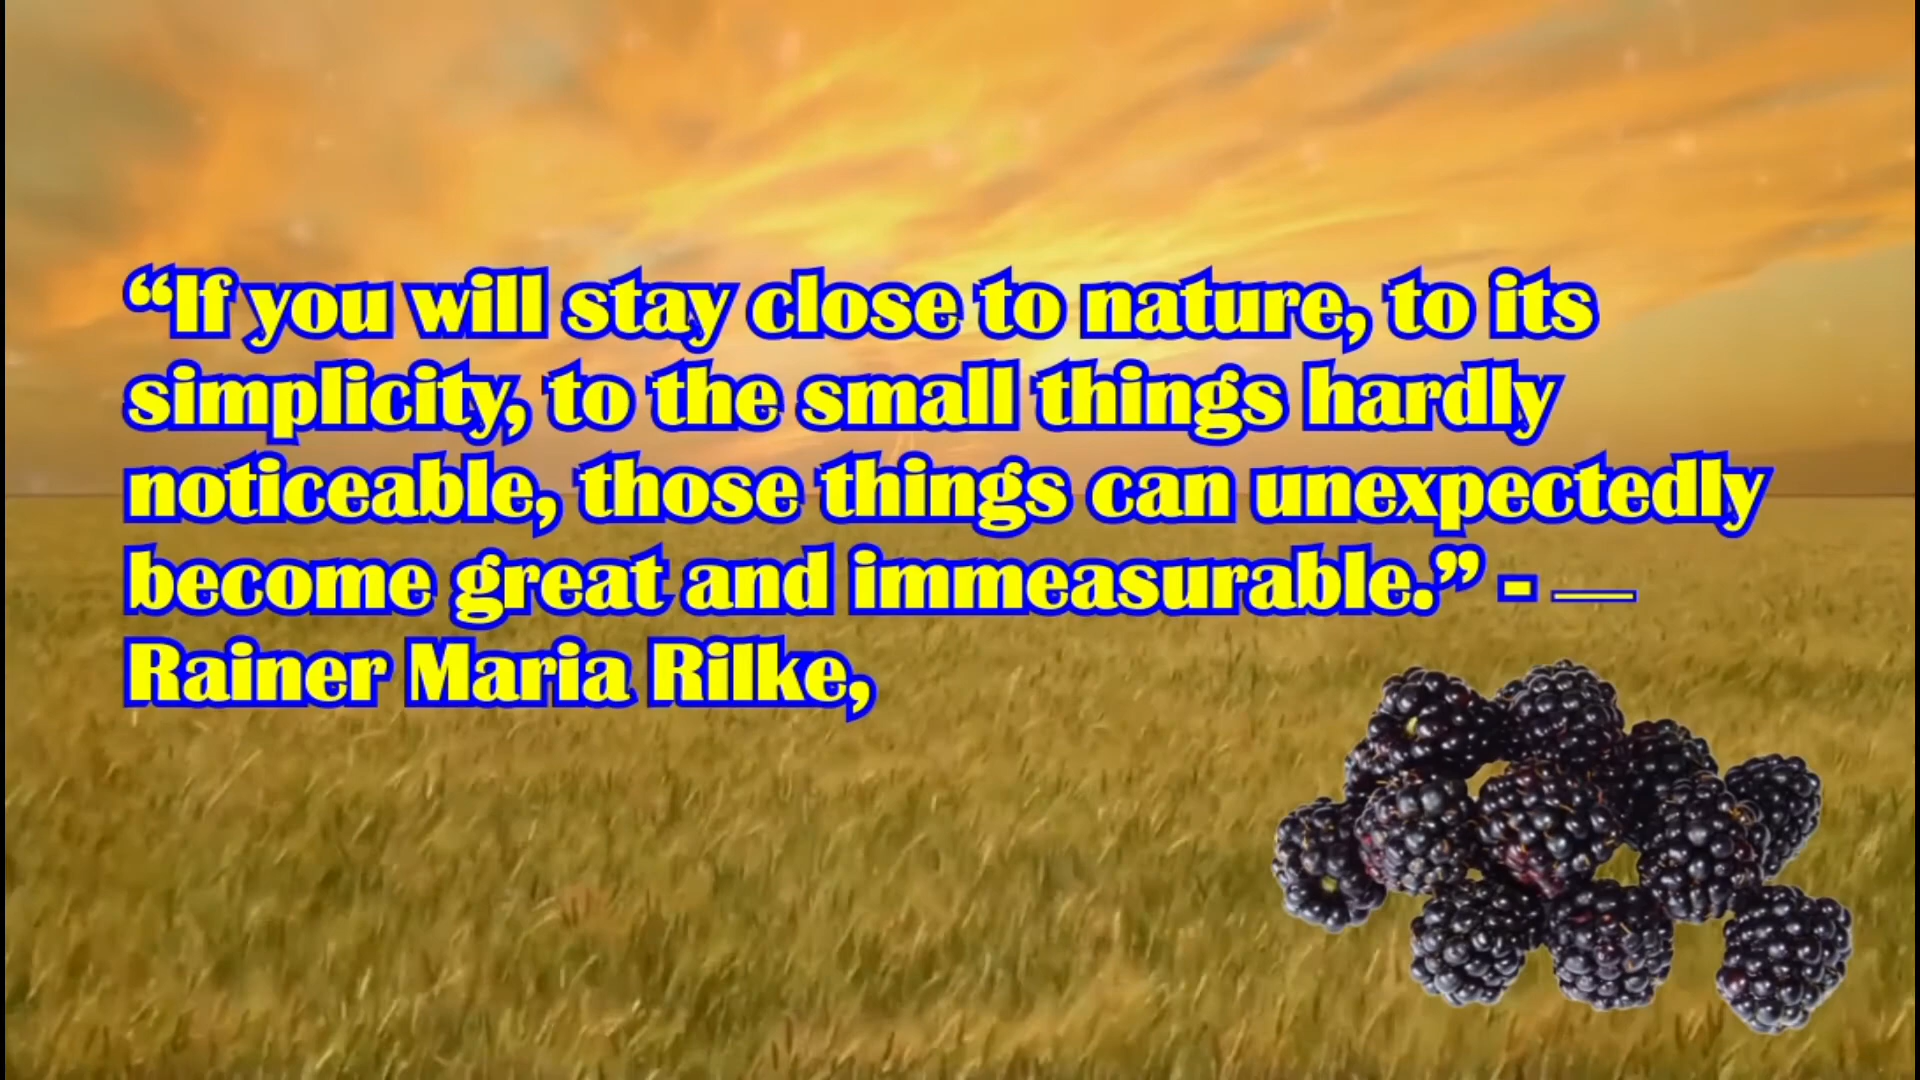 “If you will stay close to nature, to its
simplicity, to the small things hardly
noticeable, those things can unexpectedly
become great and immeasurable.” - —
Rainer Maria Rilke,